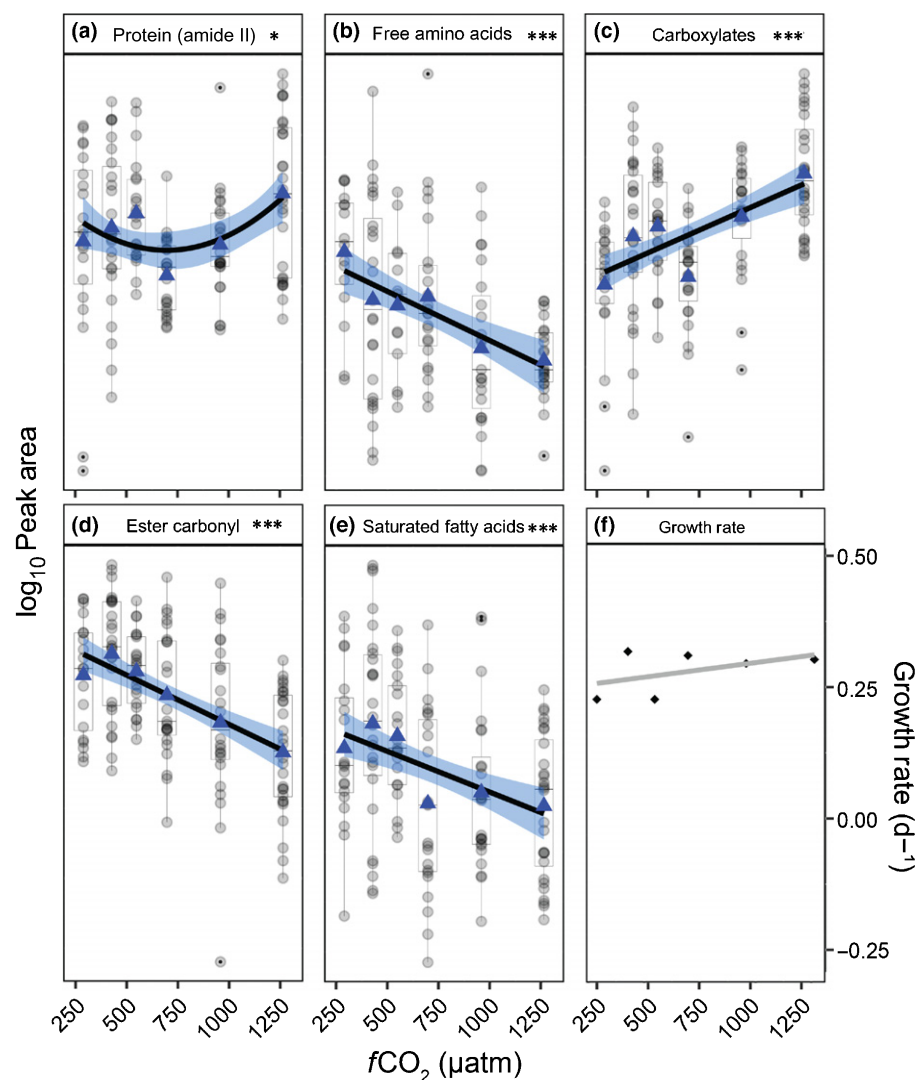 (a) Protein (amide II) *
(b) Free amino acids ***
(c) Carboxylates ***
log10 Peak area
(d) Ester carbonyl ***
(e) Saturated fatty acids ***
(f) Growth rate
0.50
0.25
0.00
−0.25
Growth rate (d−1)
250 500 750 1000 1250
250 500 750 1000 1250
250 500 750 1000 1250
fCO2 (µatm)